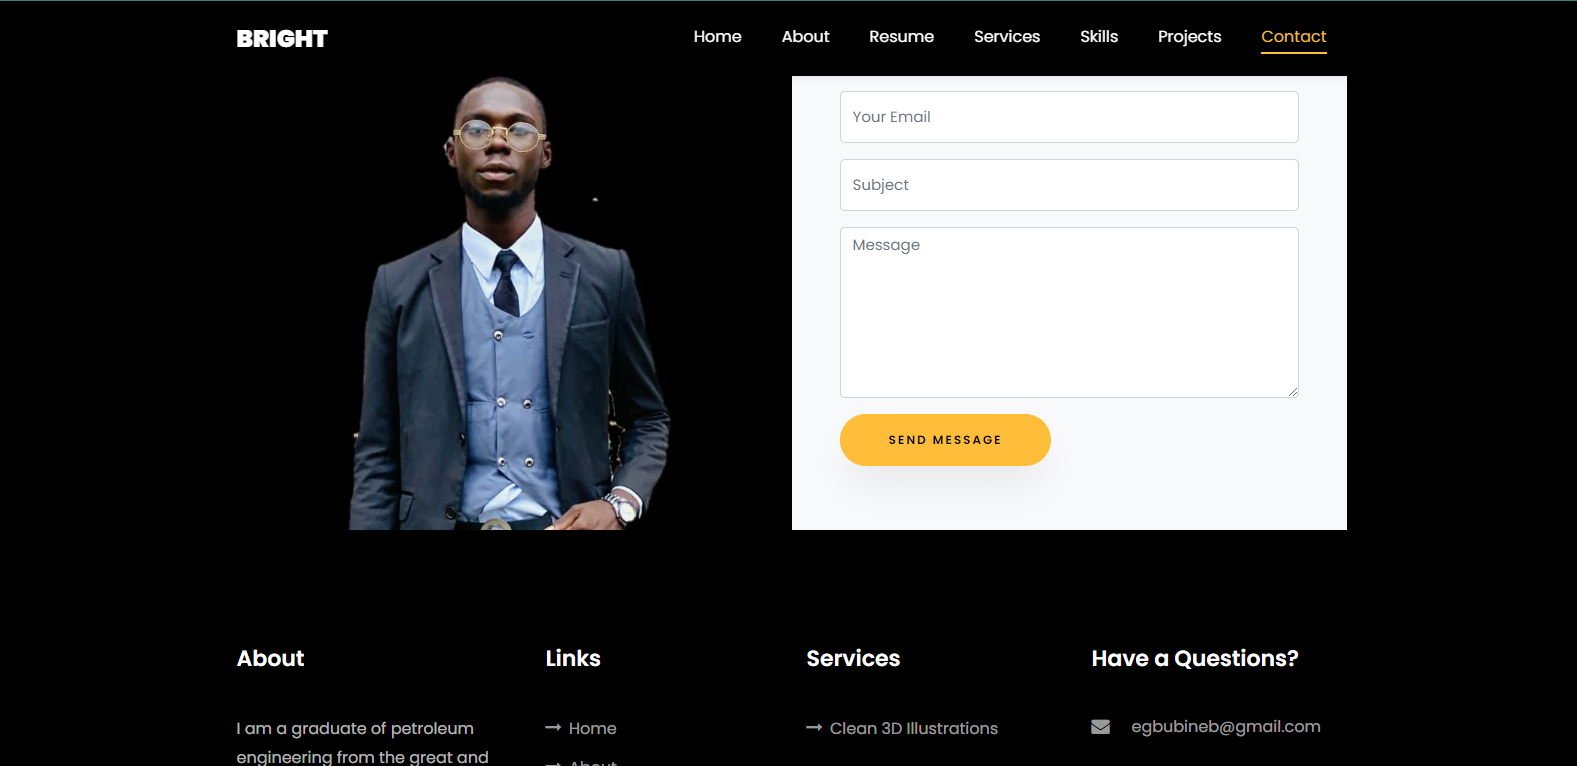 BRIGHT
Home About Resume Services Skills Projects Contact
Your Email
Subject
Message
SEND MESSAGE
About
I am a graduate of petroleum
engineering from the great and
Links
Home
About
Services
Clean 3D Illustrations
Have a Questions?
egbubineb@gmail.com